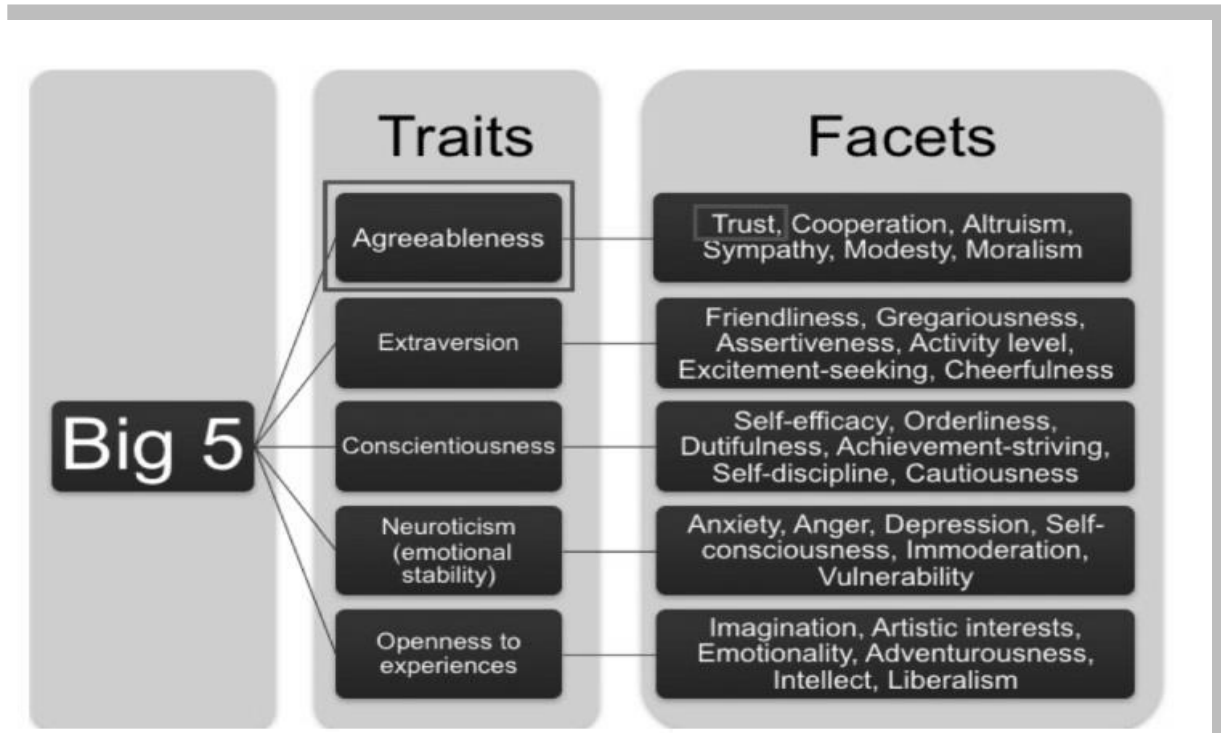 Traits
Facets
Big 5
Agreeableness
Trust, Cooperation, Altruism,
Sympathy, Modesty, Moralism
Extraversion
Friendliness, Gregariousness,
Assertiveness, Activity level,
Excitement-seeking, Cheerfulness
Conscientiousness
Self-efficacy, Orderliness,
Dutifulness, Achievement-striving,
Self-discipline, Cautiousness
Neuroticism
(emotional
stability)
Anxiety, Anger, Depression, Self-
consciousness, Immoderation,
Vulnerability
Openness to
experiences
Imagination, Artistic interests,
Emotionality, Adventurousness,
Intellect, Liberalism